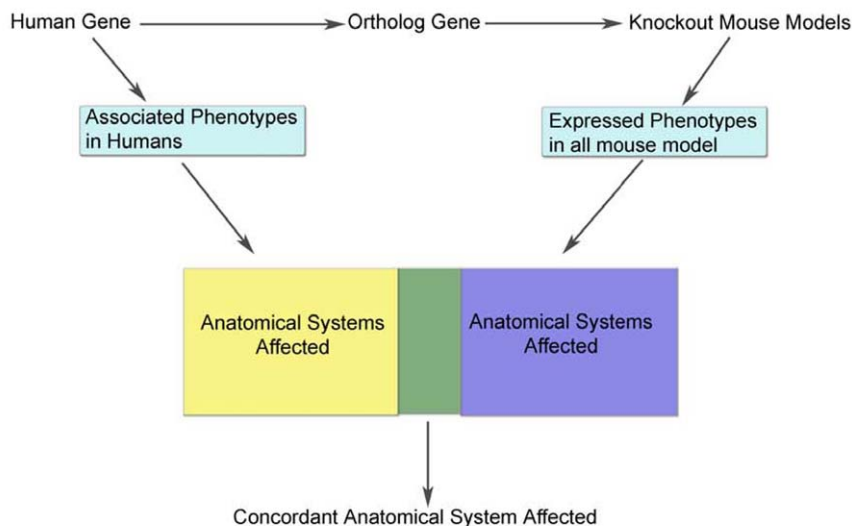 Human Gene
Ortholog Gene
Knockout Mouse Models
Associated Phenotypes
in Humans
Expressed Phenotypes
in all mouse model
Anatomical Systems
Affected
Anatomical Systems
Affected
Concordant Anatomical System Affected